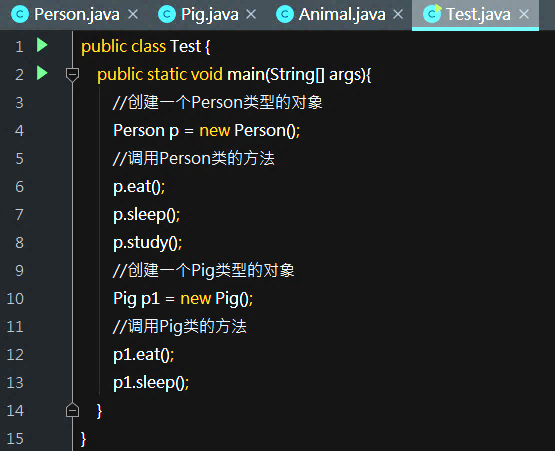 Person.java Pig.java Animal.java Test.java
1 public class Test {
2 public static void main(String[] args){
3 //创建一个Person类型的对象
4 Person p = new Person();
5 //调用Person类的方法
6 p.eat();
7 p.sleep();
8 p.study();
9 //创建一个Pig类型的对象
10 Pig p1 = new Pig();
11 //调用Pig类的方法
12 p1.eat();
13 p1.sleep();
14 }
15 }